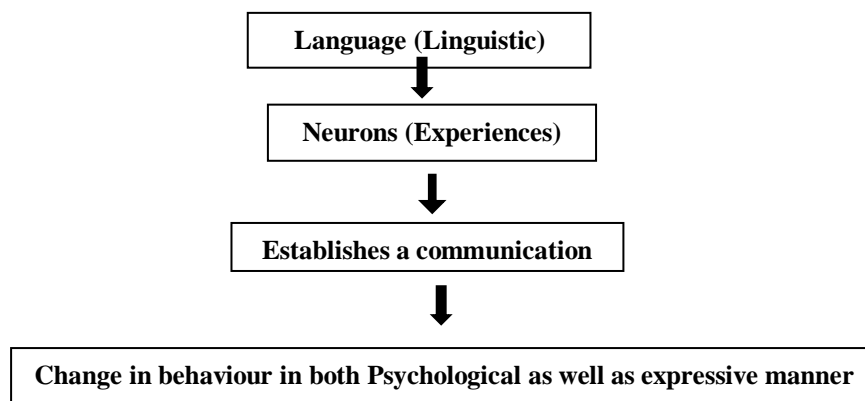 Language (Linguistic)
Neurons (Experiences)
Establishes a communication
Change in behaviour in both Psychological as well as expressive manner